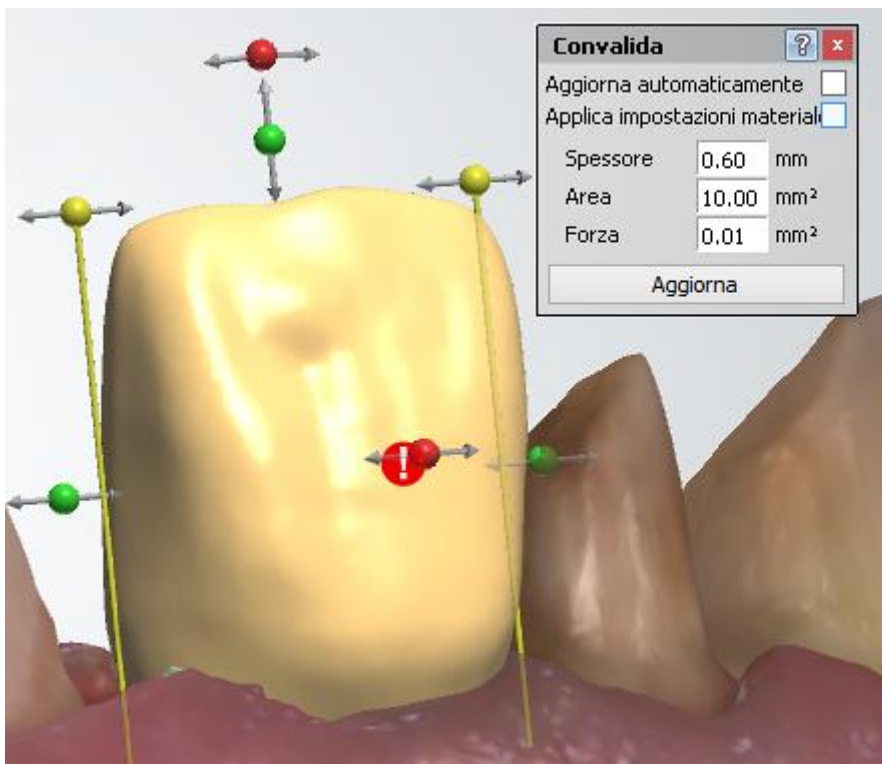 Convalida
Aggiorna automaticamente
Applica impostazioni material
Spessore 0.60 mm
Area 10.00 mm²
Forza 0.01 mm²
Aggiorna